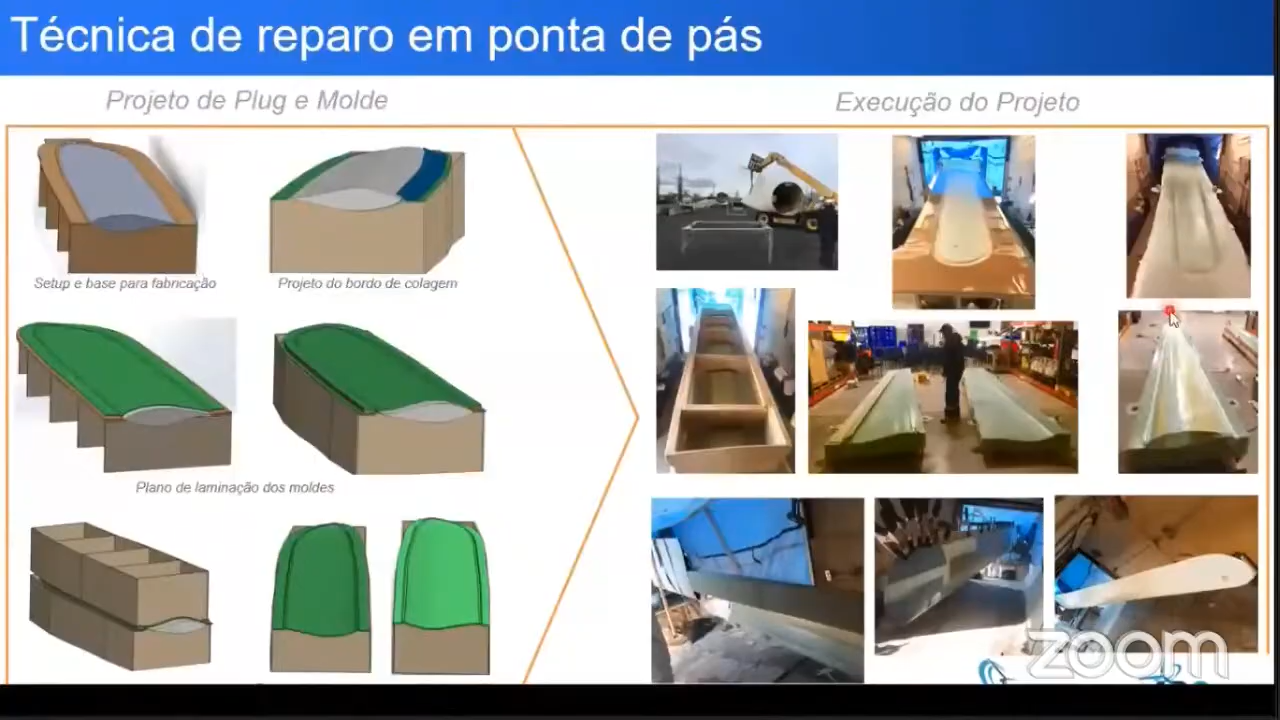 Técnica de reparo em ponta de pás
Projeto de Plug e Molde
Execução do Projeto
Setup e base para fabricação
Projeto do bordo de colagem
Plano de laminação dos moldes
zoom